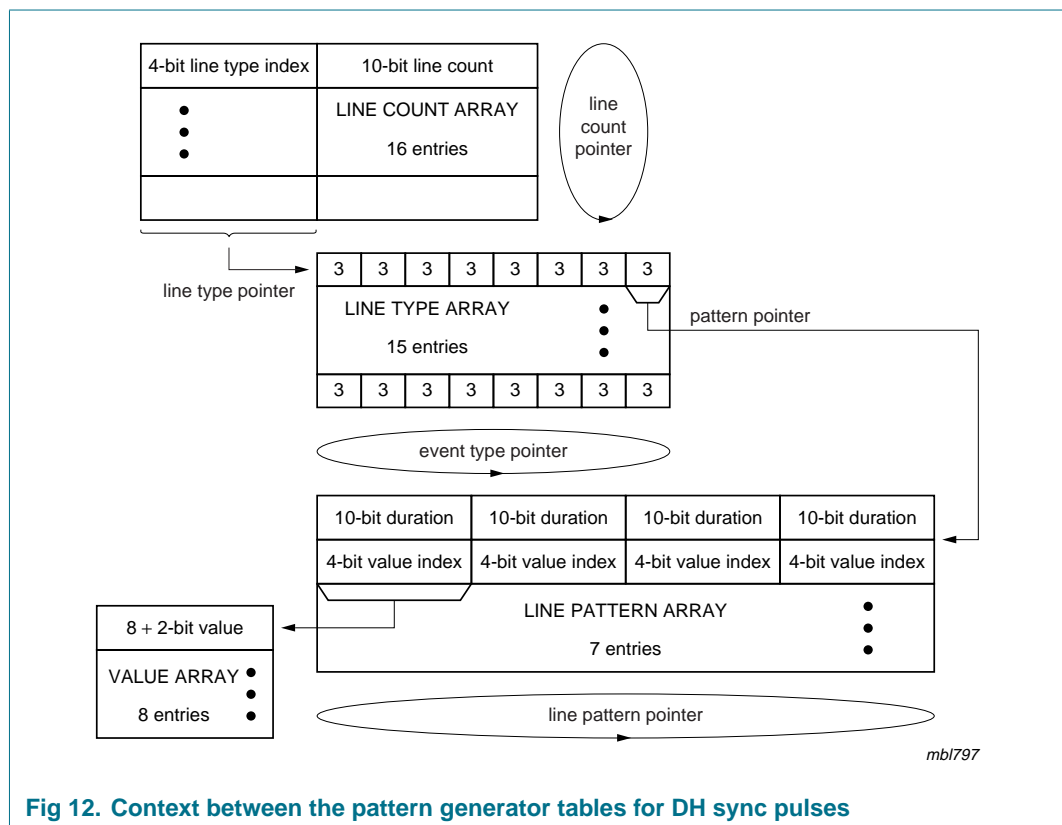 4-bit line type index 10-bit line count
LINE COUNT ARRAY
16 entries
line
count
pointer
line type pointer
3 3 3 3 3 3 3 3
LINE TYPE ARRAY
15 entries
pattern pointer
3 3 3 3 3 3 3 3
event type pointer
10-bit duration 10-bit duration 10-bit duration 10-bit duration
4-bit value index 4-bit value index 4-bit value index 4-bit value index
LINE PATTERN ARRAY
7 entries
8 + 2-bit value
VALUE ARRAY
8 entries
line pattern pointer
mbl797
Fig 12. Context between the pattern generator tables for DH sync pulses